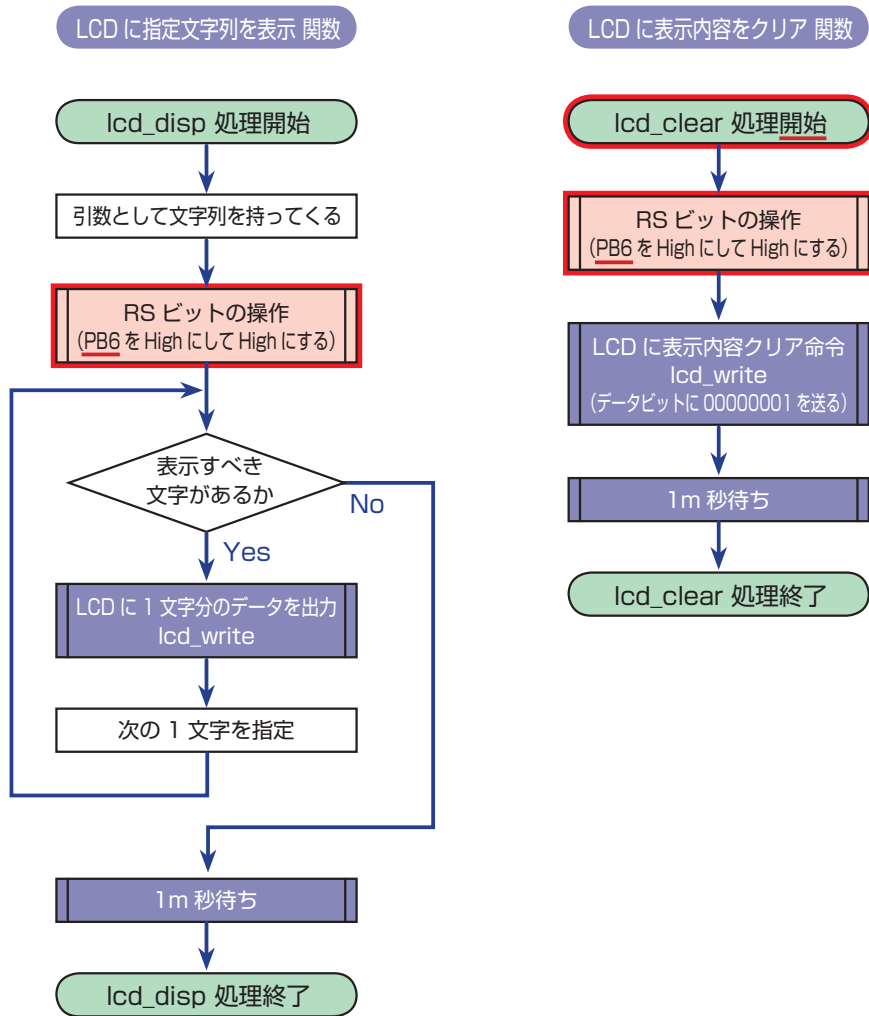 LCD に指定文字列を表示 関数
lcd_disp 処理開始
引数として文字列を持ってくる
RS ビットの操作
(PB6 を High にして High にする)
表示すべき
文字があるか
No
Yes
LCD に 1 文字分のデータを出力
lcd_write
次の 1 文字を指定
1m 秒待ち
lcd_disp 処理終了
LCD に表示内容をクリア 関数
lcd_clear 処理開始
RS ビットの操作
(PB6 を High にして High にする)
LCD に表示内容クリア命令
lcd_write
(データビットに 00000001 を送る)
1m 秒待ち
lcd_clear 処理終了